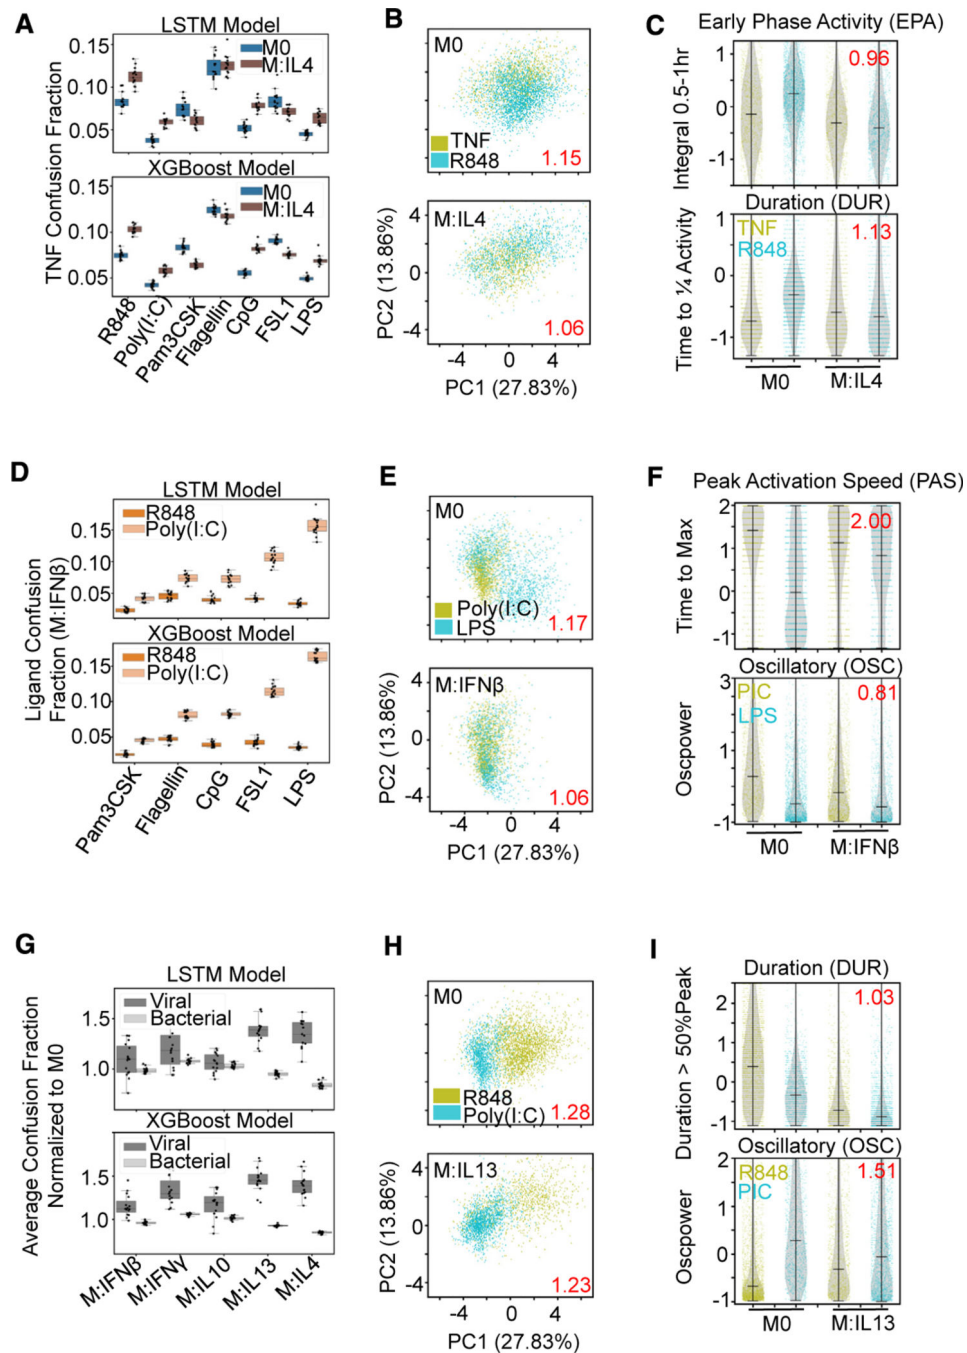 A
LSTM Model
0.15
0.10
0.05
M0
M:IL4
XGBoost Model
0.15
0.10
0.05
M0
M:IL4
TNF Confusion Fraction
R848
Poly(I:C)
Pam3CSK
Flagellin
CpG
FSL1
LPS
B
M0
TNF
R848
1.15
M:IL4
4
0
-4
1.06
PC2 (13.86%)
-4
0
4
PC1 (27.83%)
C
Early Phase Activity (EPA)
Integral 0.5-1hr
1
0
-1
0.96
Duration (DUR)
Time to ¼ Activity
0
-1
TNF
R848
1.13
M0
M:IL4
D
LSTM Model
0.15
0.10
0.05
R848
Poly(I:C)
XGBoost Model
0.15
0.10
0.05
R848
Poly(I:C)
Ligand Confusion
Fraction (M:IFNβ)
Pam3CSK
Flagellin
CpG
FSL1
LPS
E
M0
Poly(I:C)
LPS
1.17
M:IFNβ
4
0
-4
1.06
PC2 (13.86%)
-4
0
4
PC1 (27.83%)
F
Peak Activation Speed (PAS)
Time to Max
2
1
0
-1
2.00
Oscillatory (OSC)
Oscpower
3
1
-1
PIC
LPS
0.81
M0
M:IFNβ
G
LSTM Model
1.5
1.0
Viral
Bacterial
XGBoost Model
1.5
1.0
Viral
Bacterial
Average Confusion Fraction
Normalized to M0
M:IFNβ
M:IFNγ
M:IL10
M:IL13
M:IL4
H
M0
R848
Poly(I:C)
1.28
M:IL13
4
0
-4
1.23
PC2 (13.86%)
-4
0
4
PC1 (27.83%)
I
Duration (DUR)
Duration > 50%Peak
2
1
0
-1
1.03
Oscillatory (OSC)
Oscpower
2
1
0
-1
R848
PIC
1.51
M0
M:IL13